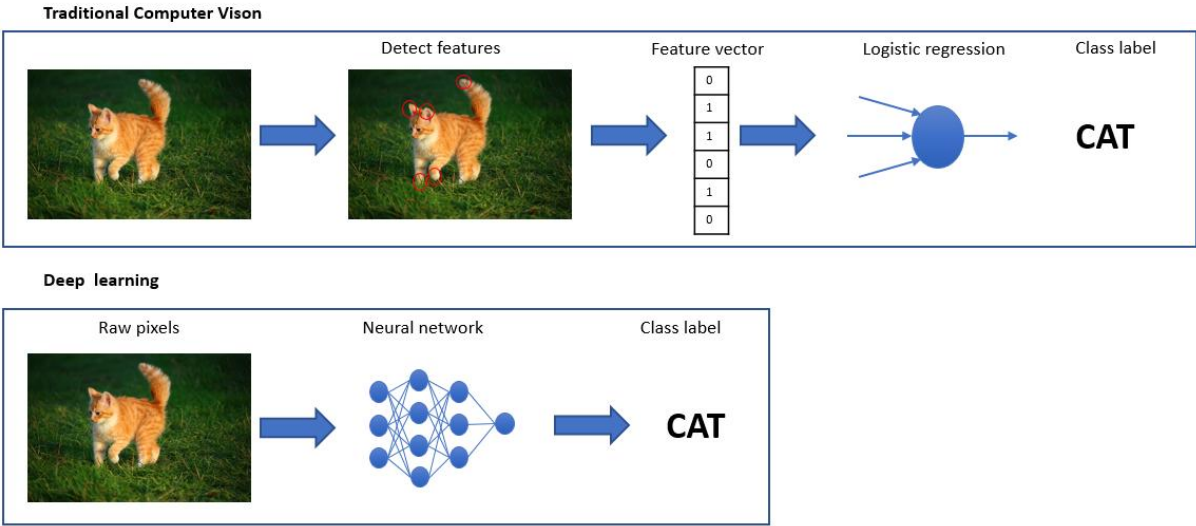 Traditional Computer Vison
Detect features
Feature vector
Logistic regression
Class label
0
1
1
0
1
0
CAT
Deep learning
Raw pixels
Neural network
Class label
CAT